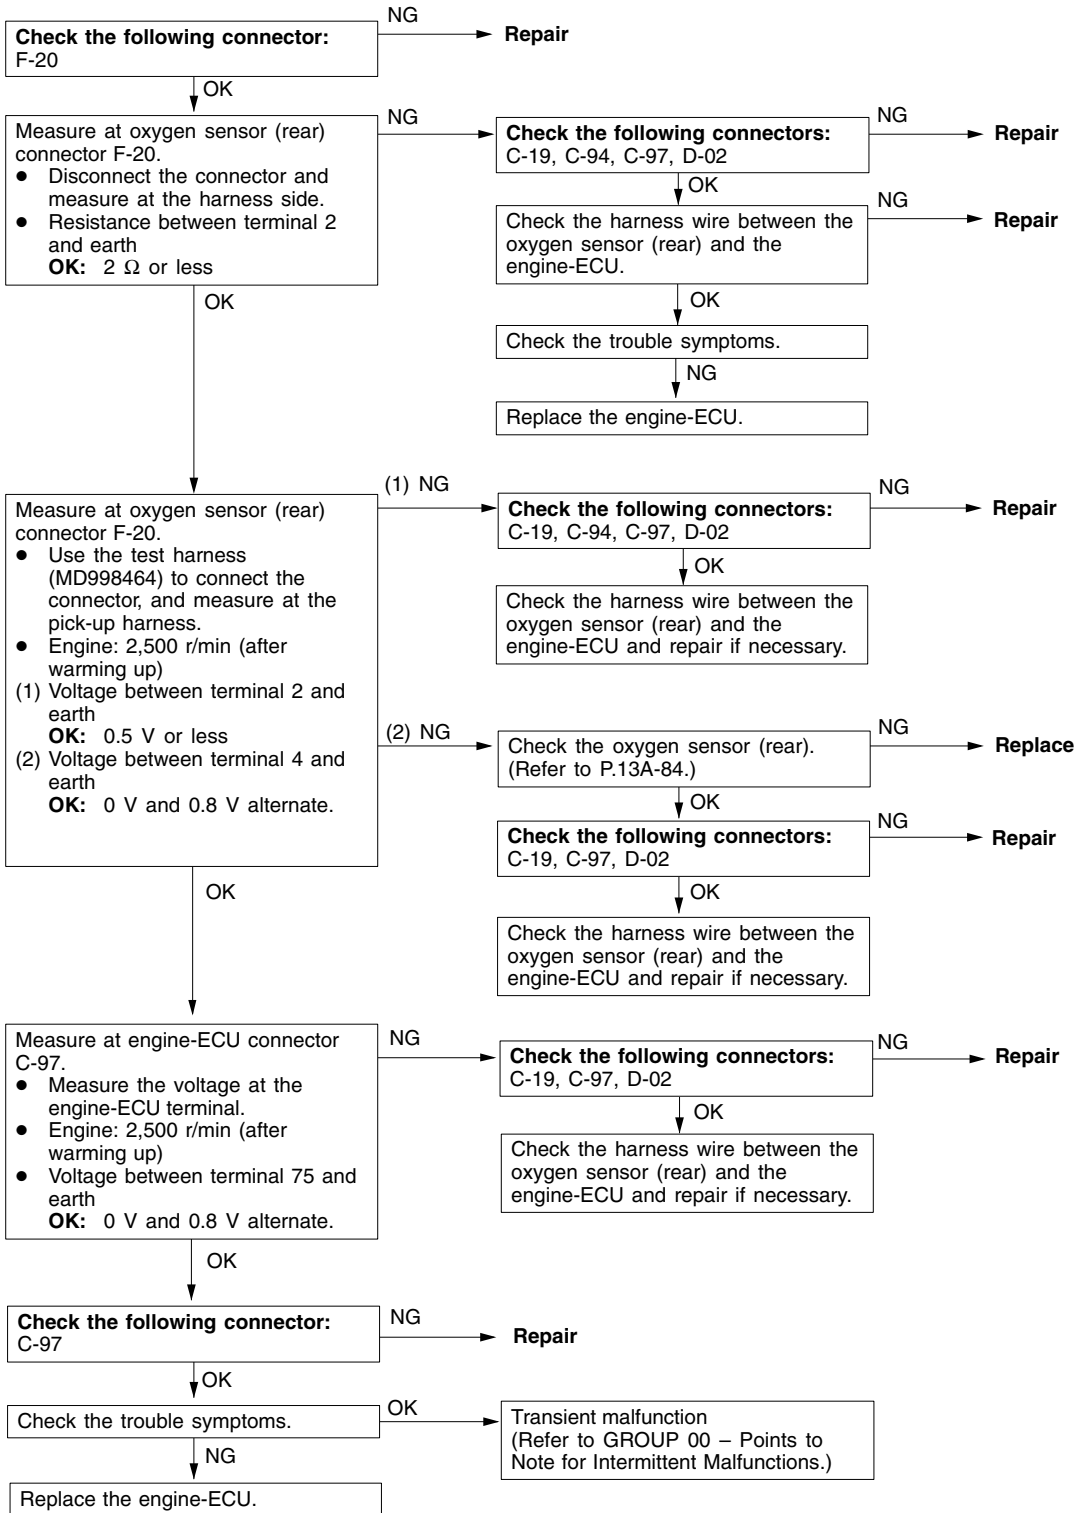 Check the following connector:
F-20
NG
Repair
OK
Measure at oxygen sensor (rear)
connector F-20.
● Disconnect the connector and
measure at the harness side.
● Resistance between terminal 2
and earth
OK: 2 Ω or less
NG
Check the following connectors:
C-19, C-94, C-97, D-02
NG
Repair
OK
Check the harness wire between the
oxygen sensor (rear) and the
engine-ECU.
NG
Repair
OK
Check the trouble symptoms.
NG
Replace the engine-ECU.
OK
Measure at oxygen sensor (rear)
connector F-20.
● Use the test harness
(MD998464) to connect the
connector, and measure at the
pick-up harness.
● Engine: 2,500 r/min (after
warming up)
(1) Voltage between terminal 2 and
earth
OK: 0.5 V or less
(2) Voltage between terminal 4 and
earth
OK: 0 V and 0.8 V alternate.
(1) NG
Check the following connectors:
C-19, C-94, C-97, D-02
NG
Repair
OK
Check the harness wire between the
oxygen sensor (rear) and the
engine-ECU and repair if necessary.
(2) NG
Check the oxygen sensor (rear).
(Refer to P.13A-84.)
NG
Replace
OK
Check the following connectors:
C-19, C-97, D-02
NG
Repair
OK
Check the harness wire between the
oxygen sensor (rear) and the
engine-ECU and repair if necessary.
OK
Measure at engine-ECU connector
C-97.
● Measure the voltage at the
engine-ECU terminal.
● Engine: 2,500 r/min (after
warming up)
● Voltage between terminal 75 and
earth
OK: 0 V and 0.8 V alternate.
NG
Check the following connectors:
C-19, C-97, D-02
NG
Repair
OK
Check the harness wire between the
oxygen sensor (rear) and the
engine-ECU and repair if necessary.
OK
Check the following connector:
C-97
NG
Repair
OK
Check the trouble symptoms.
OK
Transient malfunction
(Refer to GROUP 00 – Points to
Note for Intermittent Malfunctions.)
NG
Replace the engine-ECU.